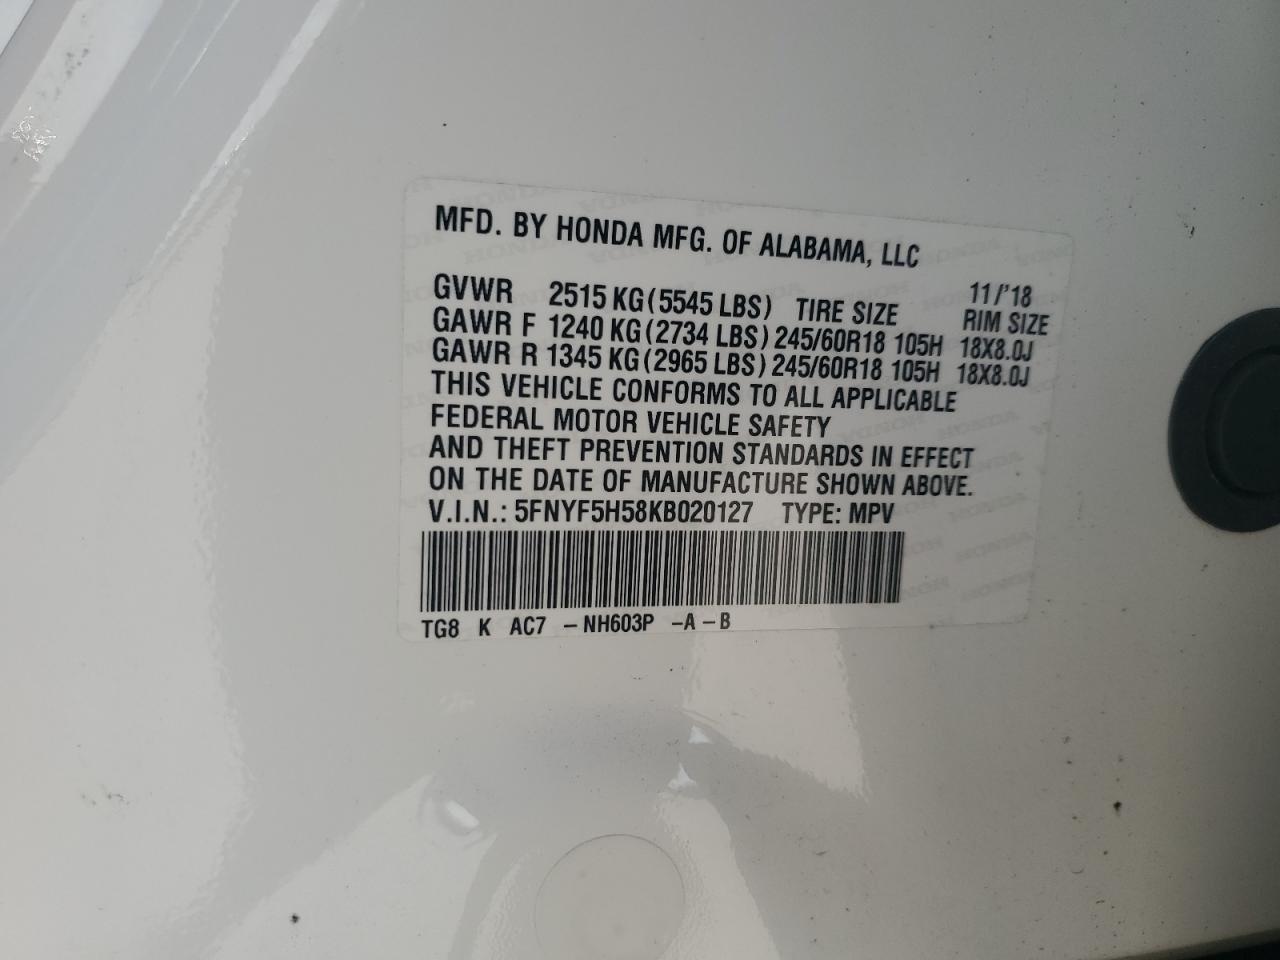 MFD. BY HONDA MFG. OF ALABAMA, LLC
11/'18
GVWR 2515 KG(5545 LBS) TIRE SIZE RIM SIZE
GAWR F 1240 KG(2734 LBS) 245/60R18 105H 18X8.0J
GAWR R 1345 KG(2965 LBS) 245/60R18 105H 18X8.0J
THIS VEHICLE CONFORMS TO ALL APPLICABLE
FEDERAL MOTOR VEHICLE SAFETY
AND THEFT PREVENTION STANDARDS IN EFFECT
ON THE DATE OF MANUFACTURE SHOWN ABOVE.
V.I.N.: 5FNYF5H58KB020127 TYPE: MPV
TG8 K AC7 –NH603P –A–B